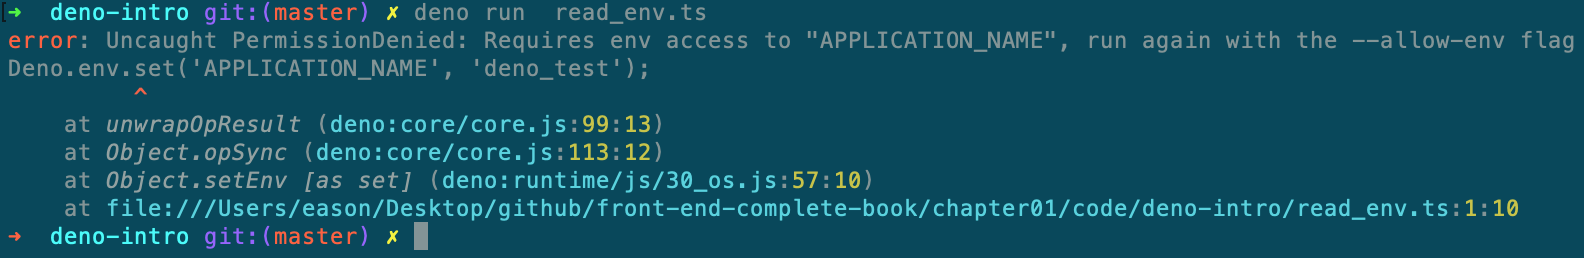 ➜ deno-intro git:(master) ✗ deno run  read_env.ts
error: Uncaught PermissionDenied: Requires env access to "APPLICATION_NAME", run again with the --allow-env flag
Deno.env.set('APPLICATION_NAME', 'deno_test');
         ^
    at unwrapOpResult (deno:core/core.js:99:13)
    at Object.opSync (deno:core/core.js:113:12)
    at Object.setEnv [as set] (deno:runtime/js/30_os.js:57:10)
    at file:///Users/eason/Desktop/github/front-end-complete-book/chapter01/code/deno-intro/read_env.ts:1:10
➜ deno-intro git:(master) ✗